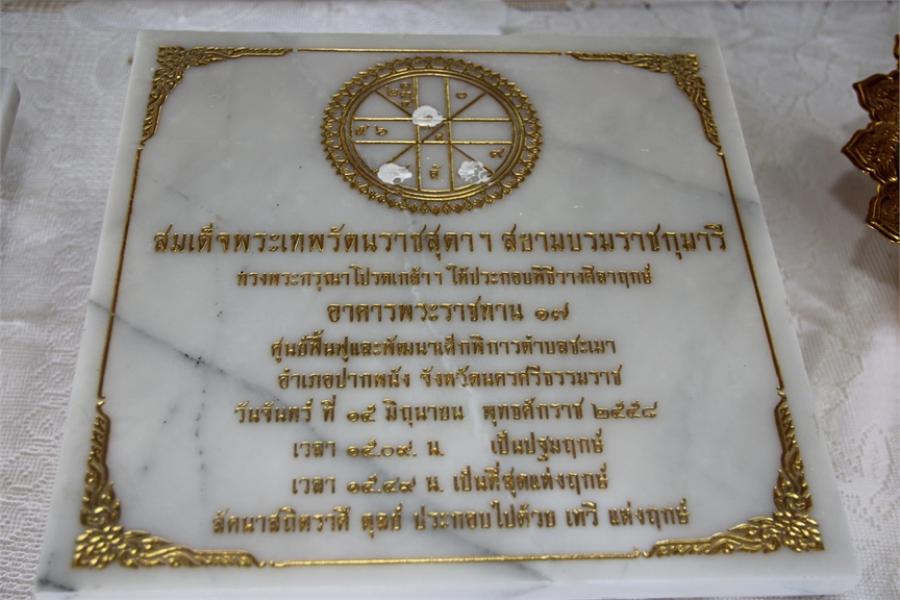 สมเด็จพระเทพรัตนราชสุดาฯ สยามบรมราชกุมารี
ทรงพระกรุณาโปรดเกล้าฯ ให้ประกอบพิธีวางศิลาฤกษ์
อาคารพระราชทาน ๑๗
ศูนย์ฟื้นฟูและพัฒนาเด็กพิการตำบลชะเมา
อำเภอปากพนัง จังหวัดนครศรีธรรมราช
วันจันทร์ ที่ ๑๕ มิถุนายน พุทธศักราช ๒๕๕๘
เวลา ๑๕.๐๙ น. เป็นปฐมฤกษ์
เวลา ๑๕.๔๙ น. เป็นที่สุดแห่งฤกษ์
ลัคนาสถิตราศี ตุลย์ ประกอบไปด้วย เทวี แห่งฤกษ์